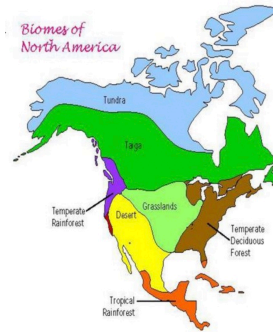 Biomes of
North America
Tundra
Taiga
Grasslands
Temperate
Rainforest
Desert
Temperate
Deciduous
Forest
Tropical
Rainforest